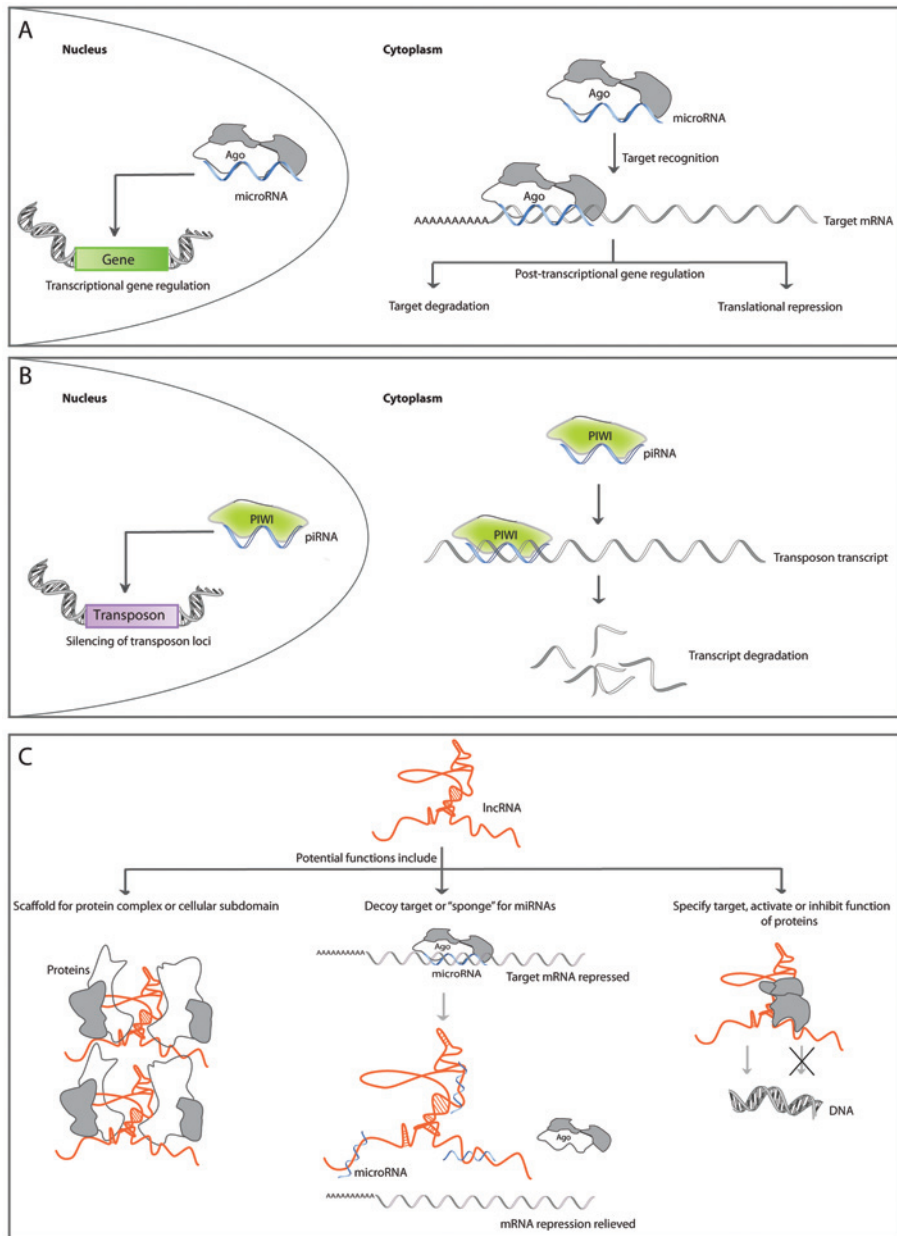 A
Nucleus
Cytoplasm
Ago
microRNA
Gene
Transcriptional gene regulation
Ago
microRNA
Target recognition
Ago
AAAAAAAAAA
Target mRNA
Post-transcriptional gene regulation
Target degradation
Translational repression
B
Nucleus
Cytoplasm
PIWI
piRNA
Transposon
Silencing of transposon loci
PIWI
piRNA
PIWI
Transposon transcript
Transcript degradation
C
lncRNA
Potential functions include
Scaffold for protein complex or cellular subdomain
Proteins
Decoy target or "sponge" for miRNAs
Ago
AAAAAAAAAA
microRNA
Target mRNA repressed
Ago
microRNA
AAAAAAAAAA
mRNA repression relieved
Specify target, activate or inhibit function
of proteins
DNA